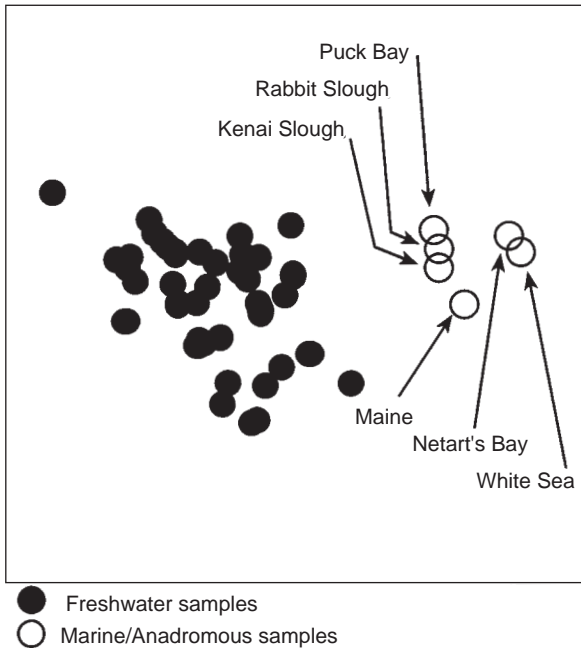 Puck Bay
Rabbit Slough
Kenai Slough
Maine
Netart's Bay
White Sea
Freshwater samples
Marine/Anadromous samples